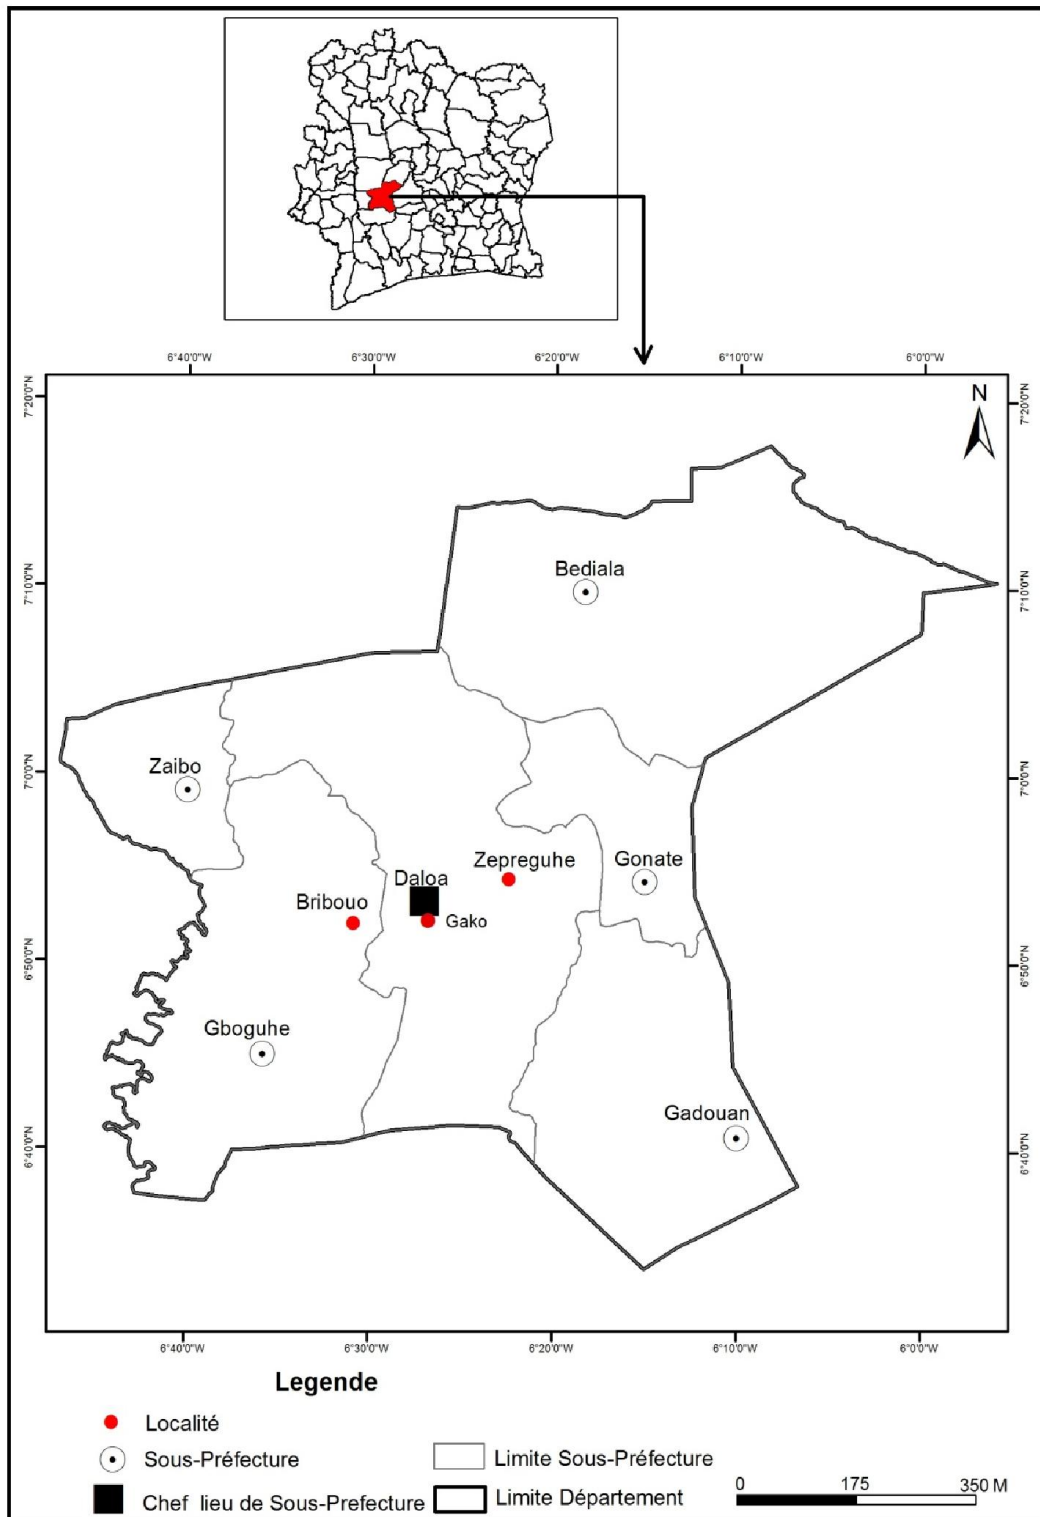 6°40'0"W 6°30'0"W 6°20'0"W 6°10'0"W 6°0'0"W
7°20'0"N 7°20'0"N
N
Bediala
7°10'0"N 7°10'0"N
Zaibo
7°0'0"N 7°0'0"N
Zepreguhe Gonate
Daloa
Bribouo
Gako
6°50'0"N 6°50'0"N
Gboguhe
Gadouan
6°40'0"N 6°40'0"N
6°40'0"W 6°30'0"W 6°20'0"W 6°10'0"W 6°0'0"W
Legende
Localité
Sous-Préfecture Limite Sous-Préfecture
Chef lieu de Sous-Prefecture Limite Département
0 175 350 M